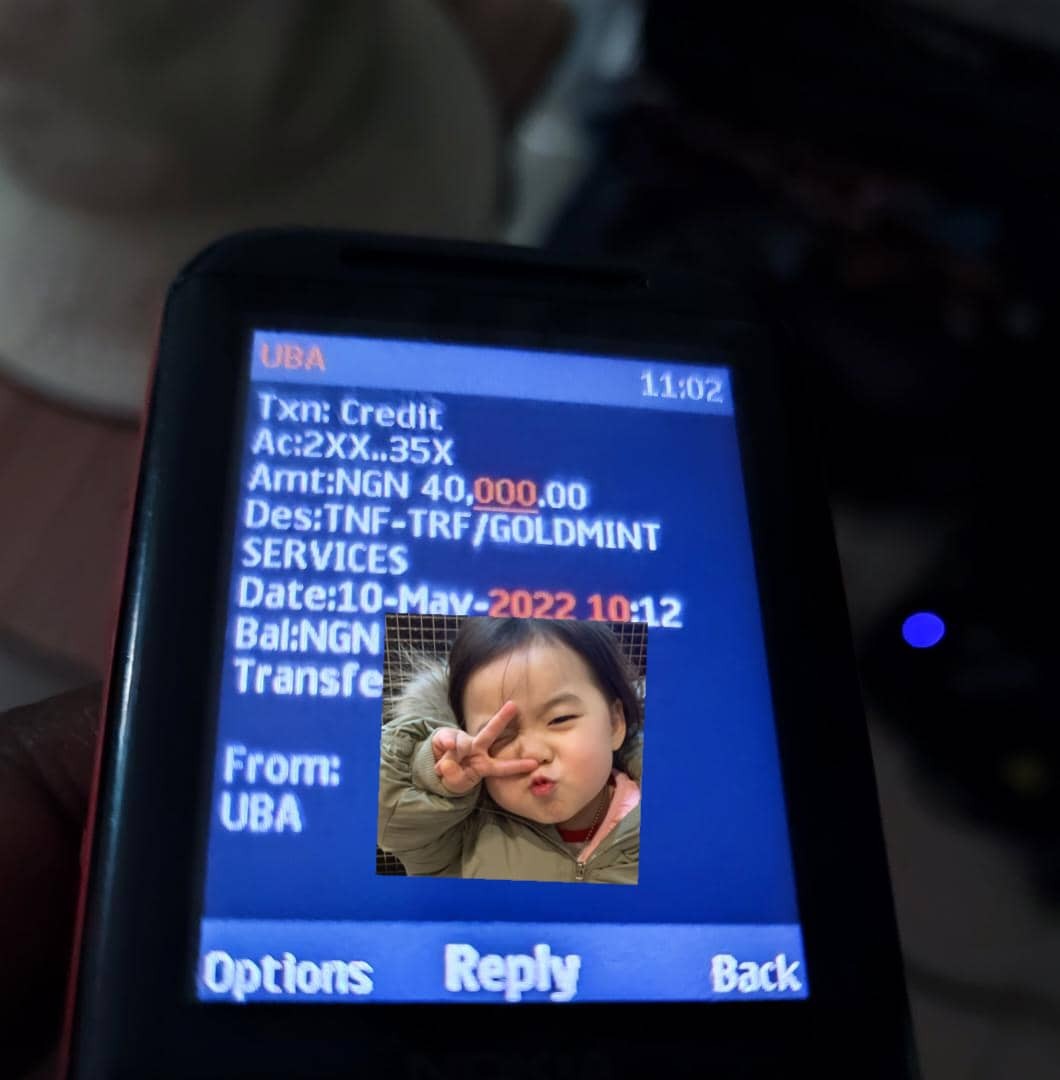 UBA
11:02
Txn: Credit
Ac:2XX..35X
Amt:NGN 40,000.00
Des:TNF-TRF/GOLDMINT
SERVICES
Date:10-May-2022 10:12
Bal:NGN
Transfe
From:
UBA
Options Reply Back